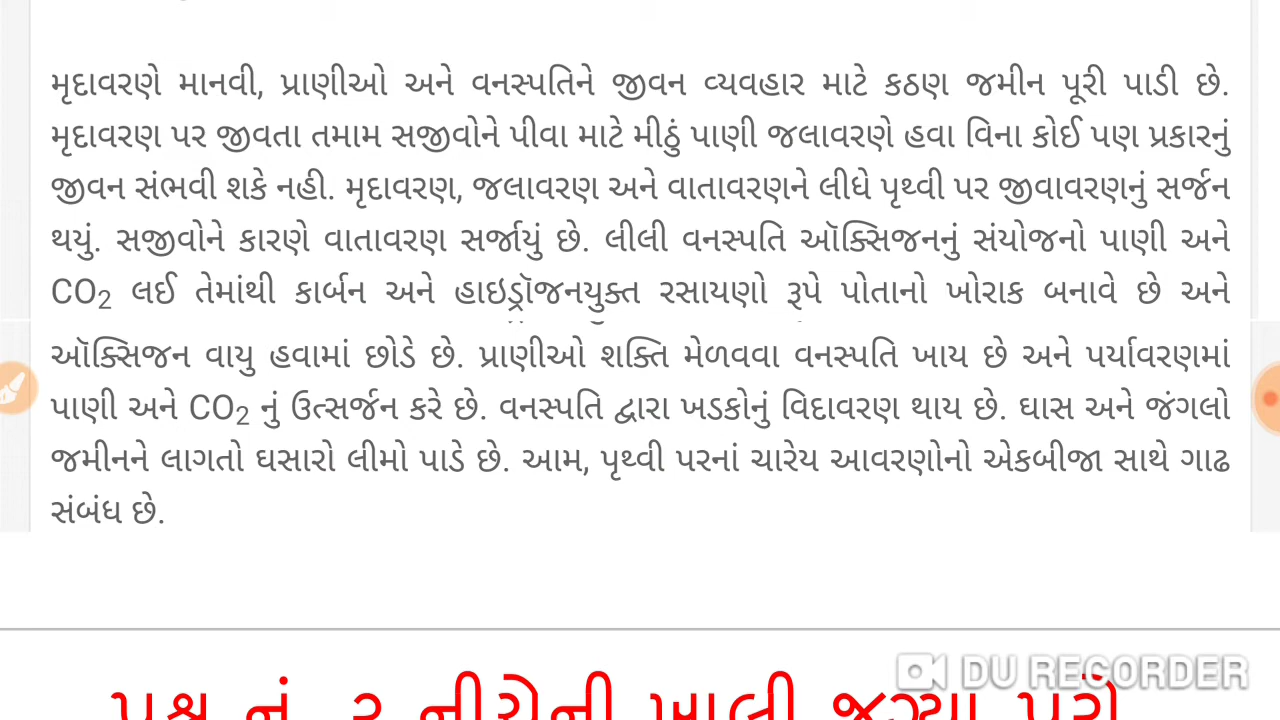 મૃદાવરણે માનવી, પ્રાણીઓ અને વનસ્પતિને જીવન વ્યવહાર માટે કઠણ જમીન પૂરી પાડી છે.
મૃદાવરણ પર જીવતા તમામ સજીવોને પીવા માટે મીઠું પાણી જલાવરણે હવા વિના કોઈ પણ પ્રકારનું
જીવન સંભવી શકે નહી. મૃદાવરણ, જલાવરણ અને વાતાવરણને લીધે પૃથ્વી પર જીવાવરણનું સર્જન
થયું. સજીવોને કારણે વાતાવરણ સર્જાયું છે. લીલી વનસ્પતિ ઑક્સિજનનું સંયોજનો પાણી અને
CO₂ લઈ તેમાંથી કાર્બન અને હાઇડ્રૉજનયુક્ત રસાયણો રૂપે પોતાનો ખોરાક બનાવે છે અને
ઑક્સિજન વાયુ હવામાં છોડે છે. પ્રાણીઓ શક્તિ મેળવવા વનસ્પતિ ખાય છે અને પર્યાવરણમાં
પાણી અને CO₂ નું ઉત્સર્જન કરે છે. વનસ્પતિ દ્વારા ખડકોનું વિદાવરણ થાય છે. ઘાસ અને જંગલો
જમીનને લાગતો ઘસારો લીમો પાડે છે. આમ, પૃથ્વી પરનાં ચારેય આવરણોનો એકબીજા સાથે ગાઢ
સંબંધ છે.
DU RECORDER
પ્રશ્ન નં. ૨ નીચેની ખાલી જગ્યા પૂરો